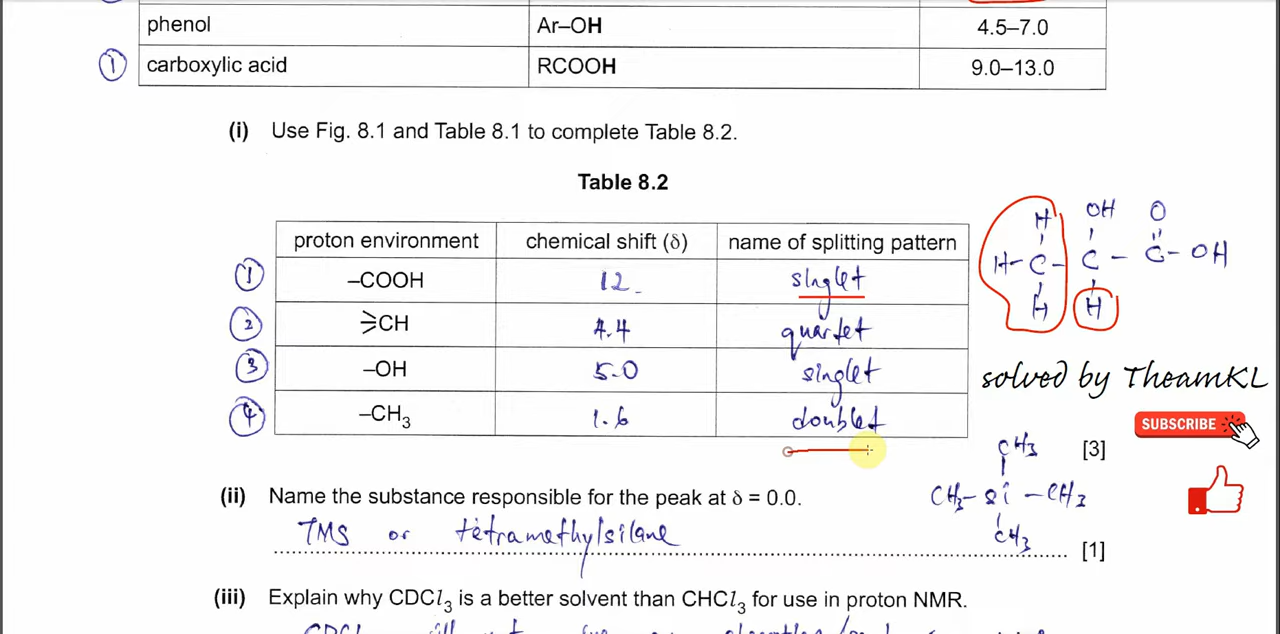 phenol Ar–OH 4.5–7.0
① carboxylic acid RCOOH 9.0–13.0
(i) Use Fig. 8.1 and Table 8.1 to complete Table 8.2.
Table 8.2
proton environment chemical shift (δ) name of splitting pattern
① –COOH 12. singlet
② ⩾CH 4.4 quartet
③ –OH 5.0 singlet
④ –CH₃ 1.6 doublet
H OH O
H–C–C–C–OH
H H
solved by TheamKL
SUBSCRIBE
[3]
CH₃
CH₃–Si–CH₃
CH₃
(ii) Name the substance responsible for the peak at δ = 0.0.
TMS or tetramethylsilane
[1]
(iii) Explain why CDCl₃ is a better solvent than CHCl₃ for use in proton NMR.